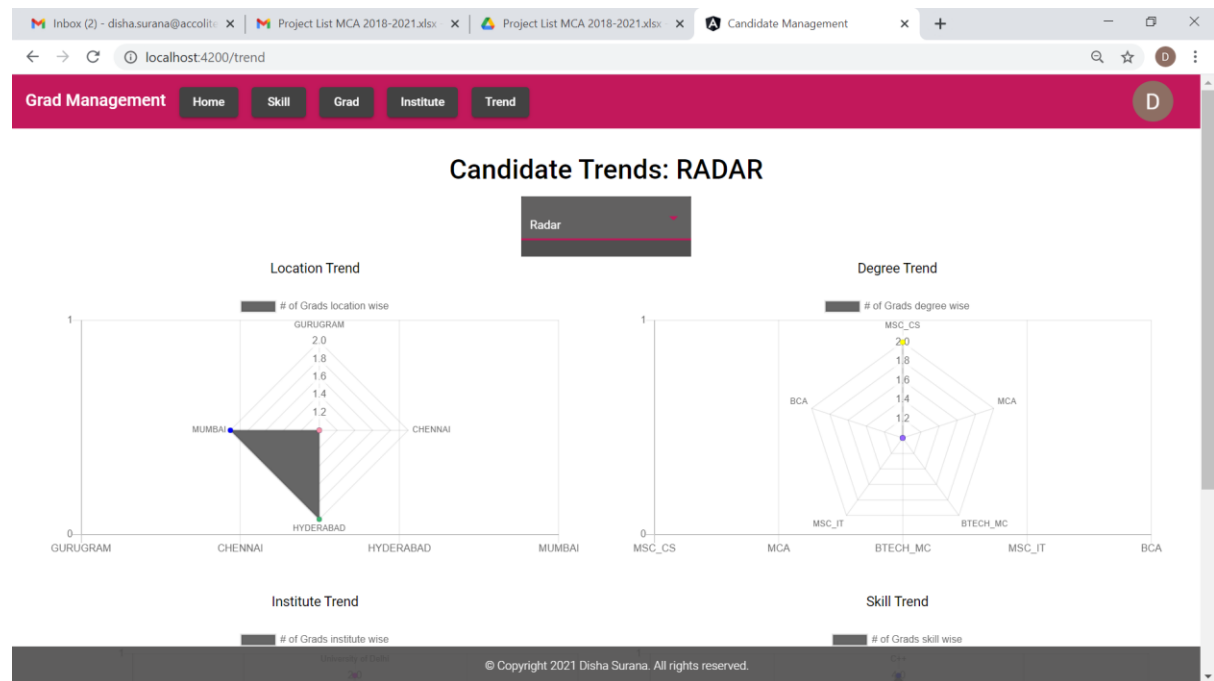 Inbox (2) - disha.surana@accolite
Project List MCA 2018-2021.xlsx
Project List MCA 2018-2021.xlsx
Candidate Management
localhost:4200/trend
D
Grad Management
Home
Skill
Grad
Institute
Trend
D
Candidate Trends: RADAR
Radar
Location Trend
# of Grads location wise
1
GURUGRAM
2.0
1.8
1.6
1.4
1.2
MUMBAI
CHENNAI
HYDERABAD
0
GURUGRAM CHENNAI HYDERABAD MUMBAI
Degree Trend
# of Grads degree wise
1
MSC_CS
2.0
1.8
1.6
1.4
1.2
BCA
MCA
MSC_IT
BTECH_MC
0
MSC_CS MCA BTECH_MC MSC_IT BCA
Institute Trend
# of Grads institute wise
1
University of Delhi
Skill Trend
# of Grads skill wise
1
C++
© Copyright 2021 Disha Surana. All rights reserved.